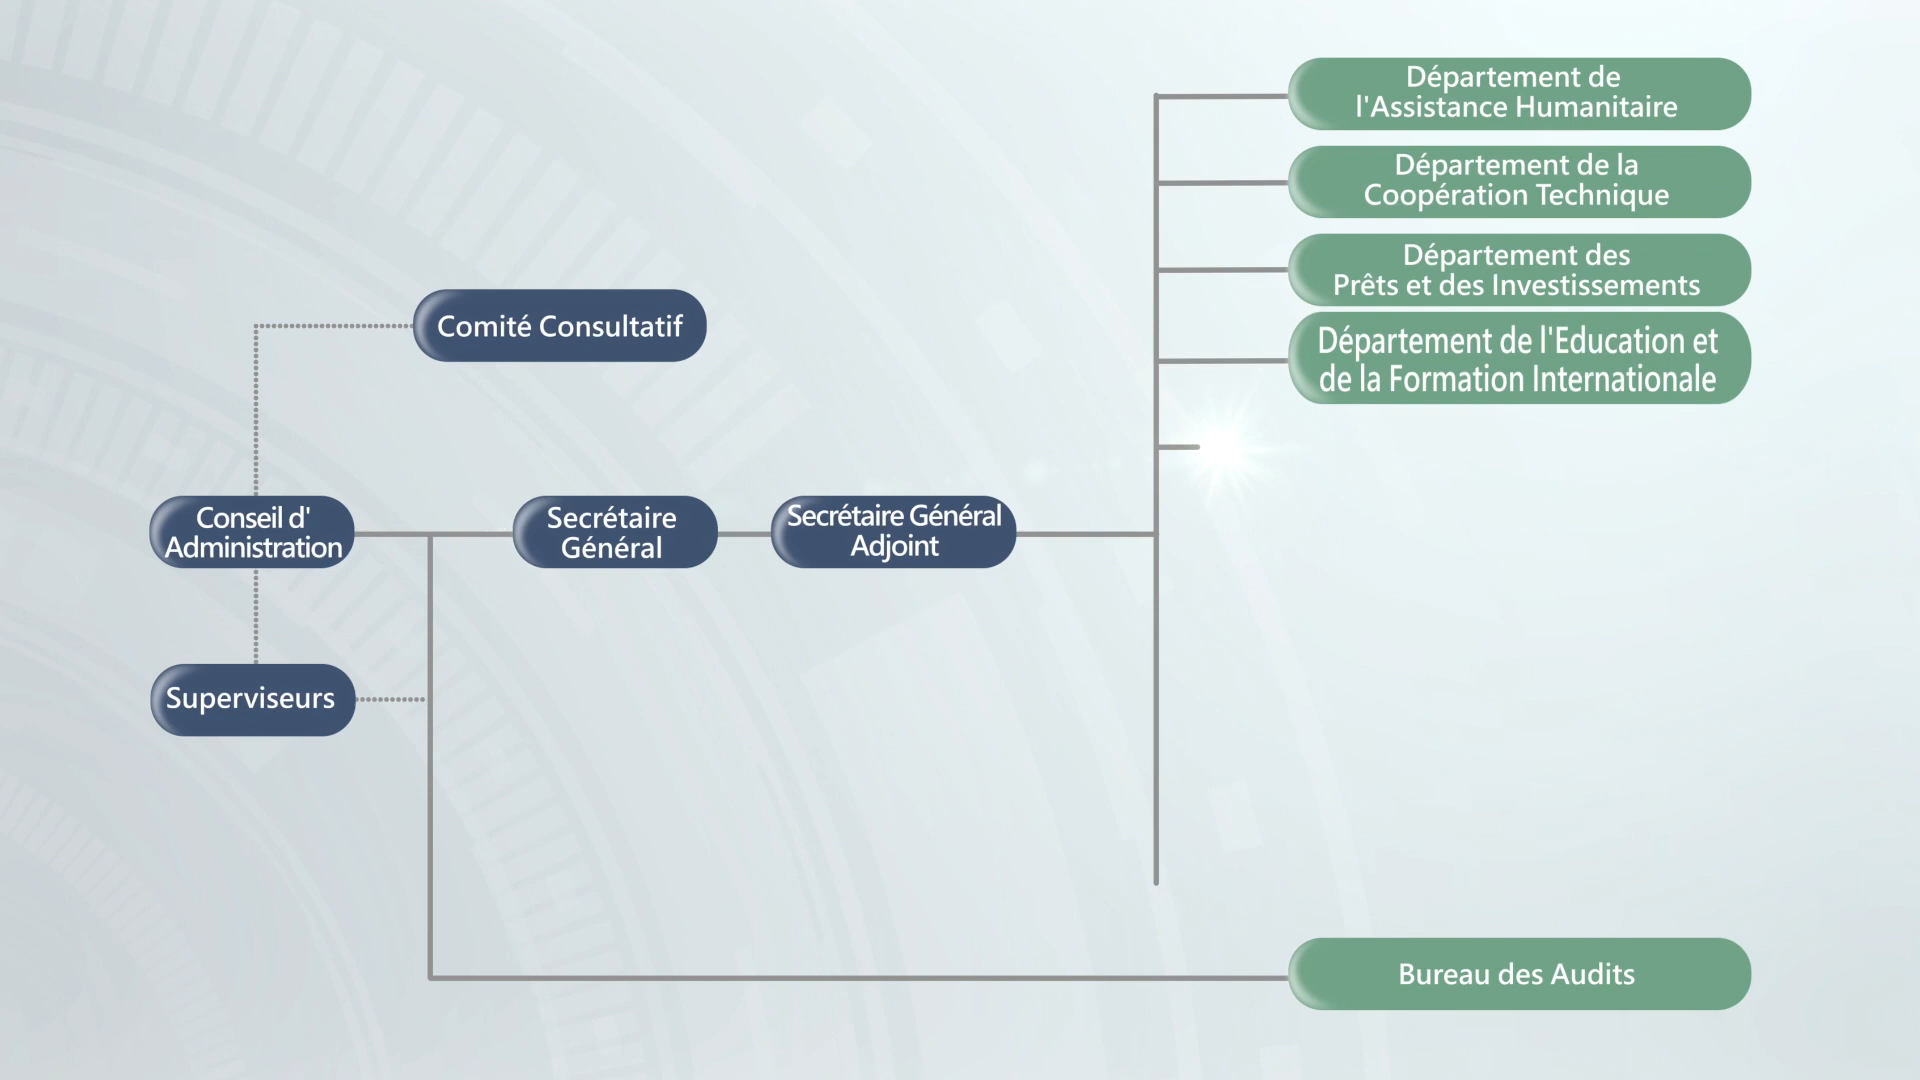 Département de
l'Assistance Humanitaire
Département de la
Coopération Technique
Département des
Prêts et des Investissements
Comité Consultatif
Département de l'Education et
de la Formation Internationale
Conseil d'
Administration
Secrétaire
Général
Secrétaire Général
Adjoint
Superviseurs
Bureau des Audits